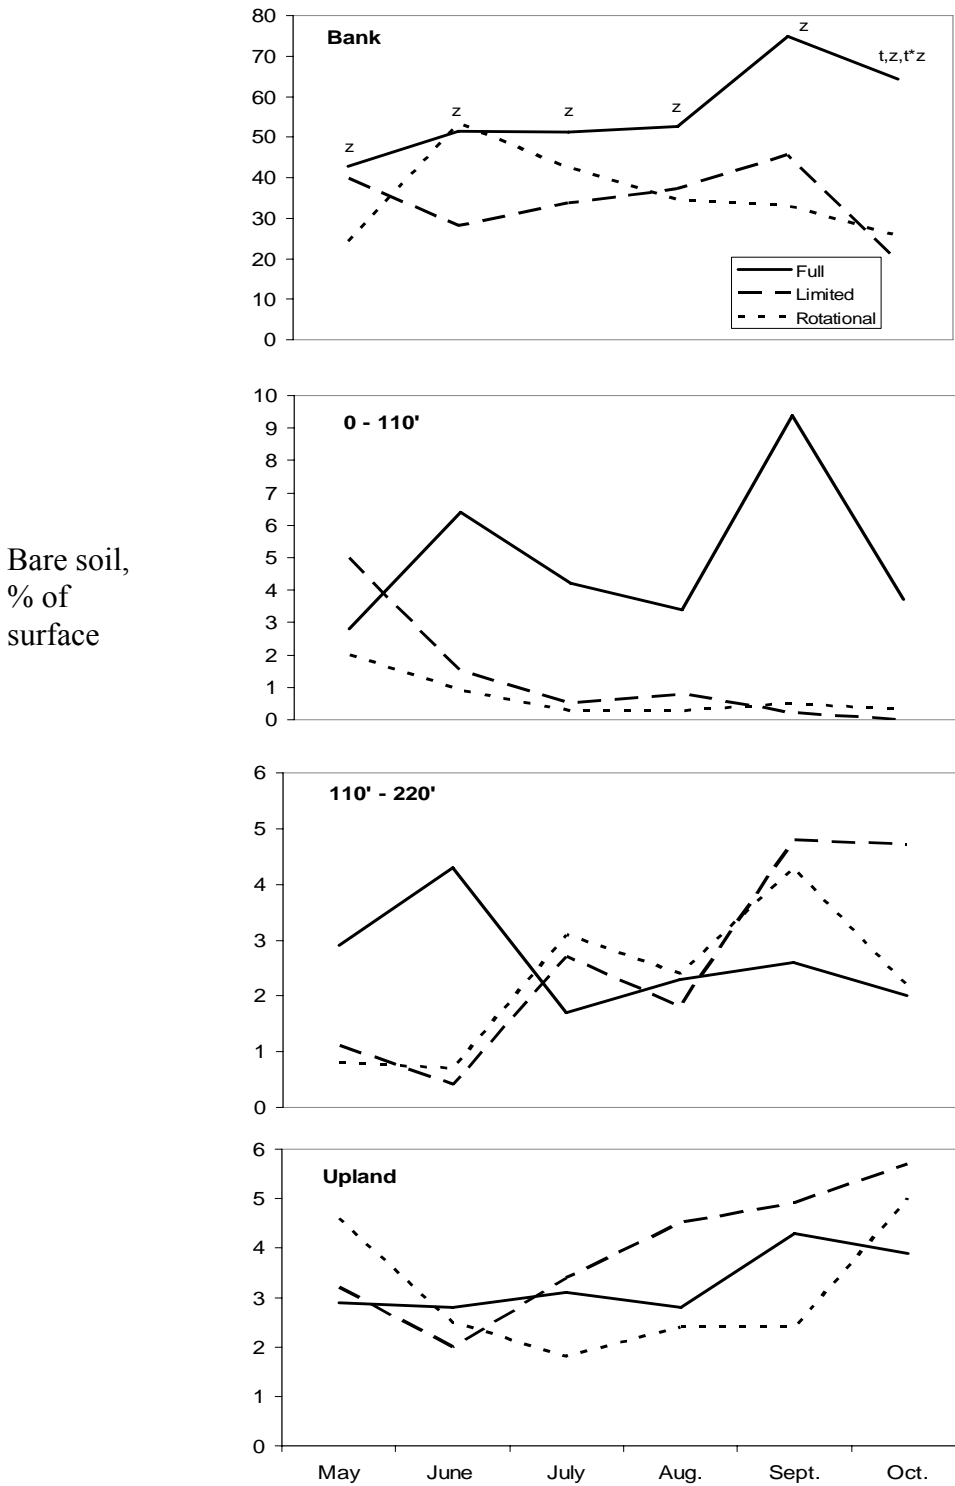 Bare soil,
% of
surface
80
70
60
50
40
30
20
10
0
Bank
z
z
z
z
z
t,z,t*z
Full
Limited
Rotational
10
9
8
7
6
5
4
3
2
1
0
0 - 110'
6
5
4
3
2
1
0
110' - 220'
6
5
4
3
2
1
0
Upland
May June July Aug. Sept. Oct.